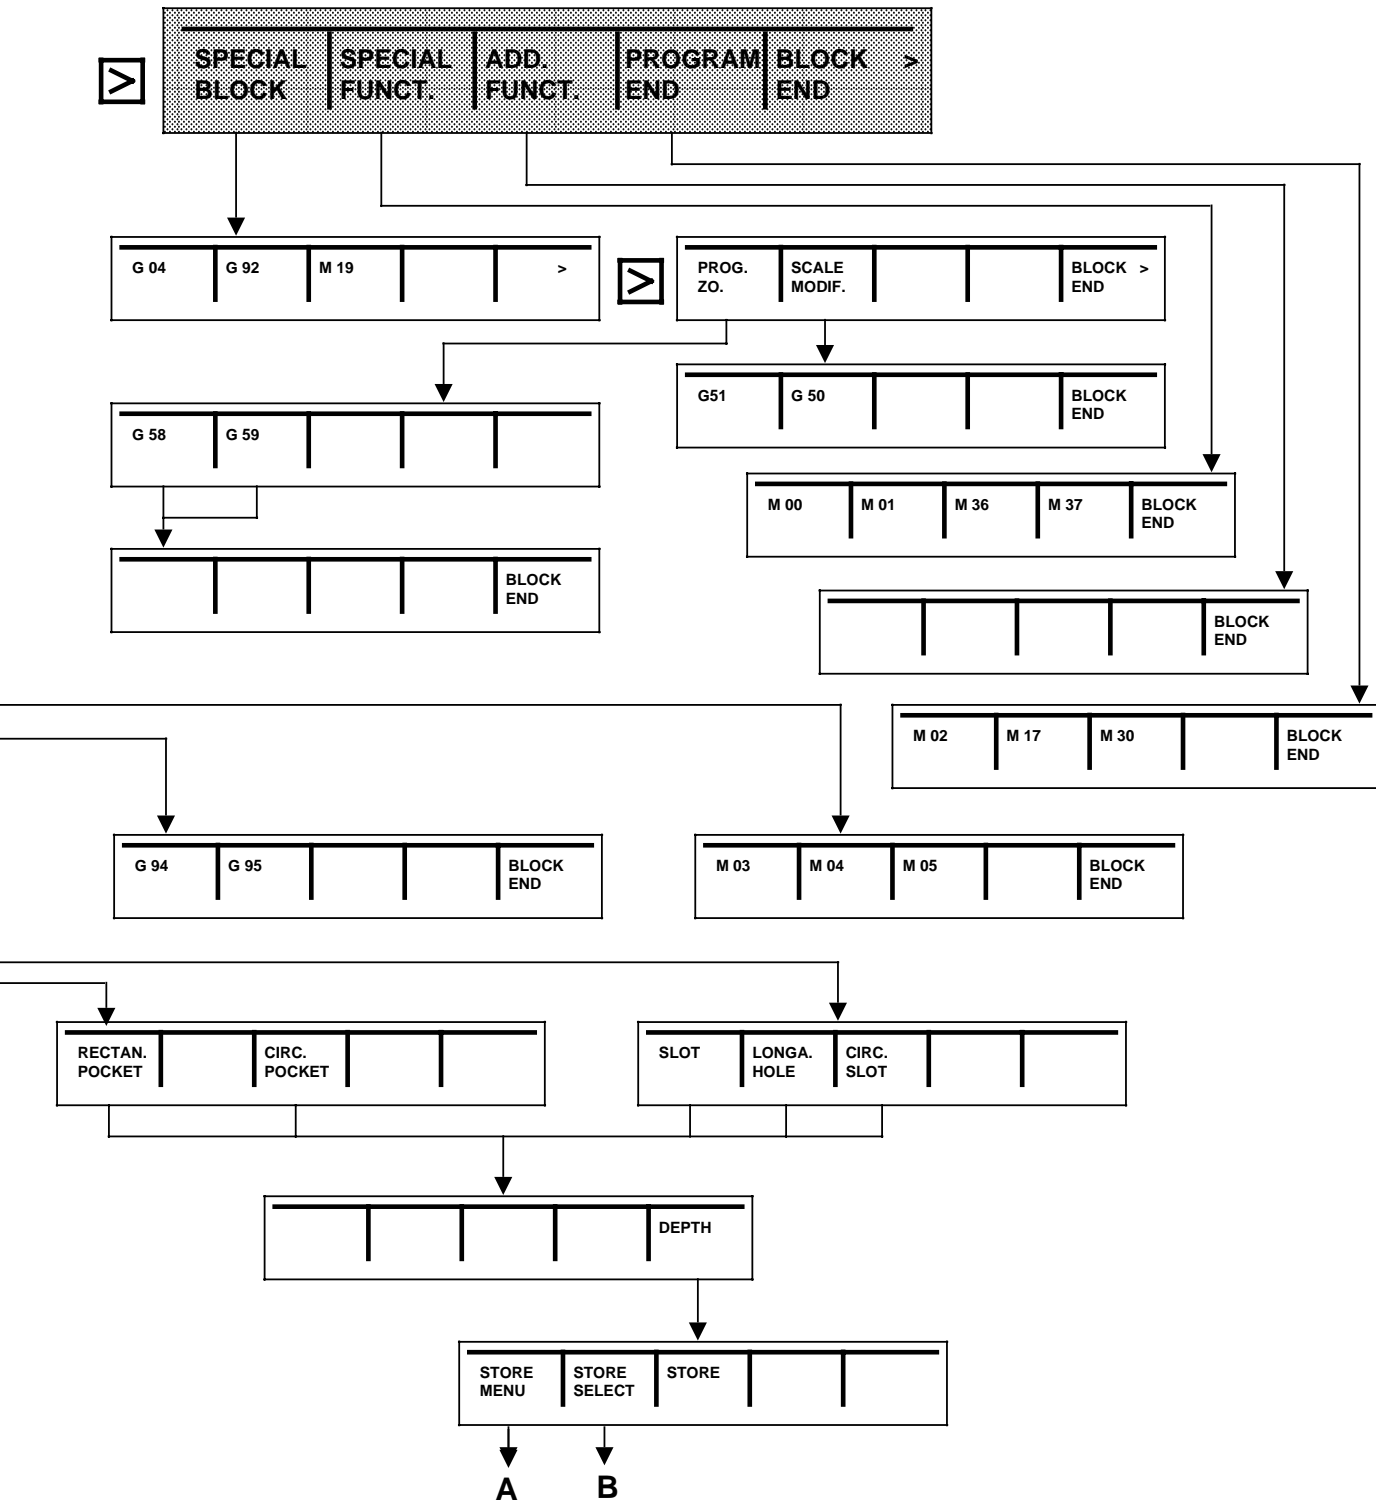 >
SPECIAL SPECIAL ADD. PROGRAM BLOCK >
BLOCK FUNCT. FUNCT. END END
G 04 G 92 M 19 >
>
PROG. SCALE BLOCK >
ZO. MODIF. END
G51 G 50 BLOCK
END
G 58 G 59
M 00 M 01 M 36 M 37 BLOCK
END
BLOCK
END
BLOCK
END
M 02 M 17 M 30 BLOCK
END
G 94 G 95 BLOCK
END
M 03 M 04 M 05 BLOCK
END
RECTAN. CIRC.
POCKET POCKET
SLOT LONGA. CIRC.
HOLE SLOT
DEPTH
STORE STORE STORE
MENU SELECT
A B